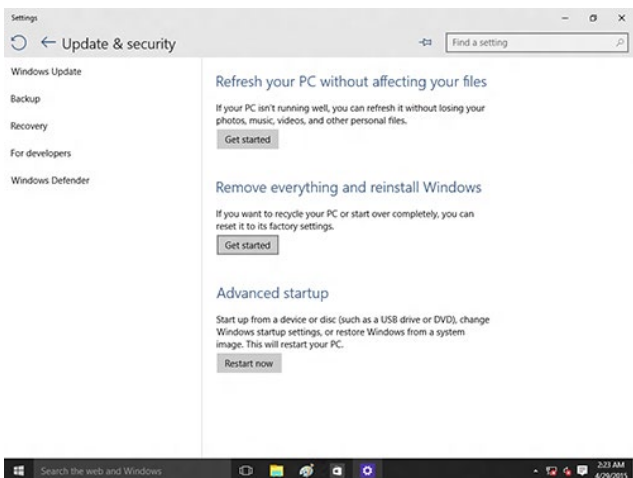 Settings
Update & security
Find a setting
Windows Update
Backup
Recovery
For developers
Windows Defender
Refresh your PC without affecting your files
If your PC isn't running well, you can refresh it without losing your
photos, music, videos, and other personal files.
Get started
Remove everything and reinstall Windows
If you want to recycle your PC or start over completely, you can
reset it to its factory settings.
Get started
Advanced startup
Start up from a device or disc (such as a USB drive or DVD), change
Windows startup settings, or restore Windows from a system
image. This will restart your PC.
Restart now
Search the web and Windows
2:23 AM
4/29/2015